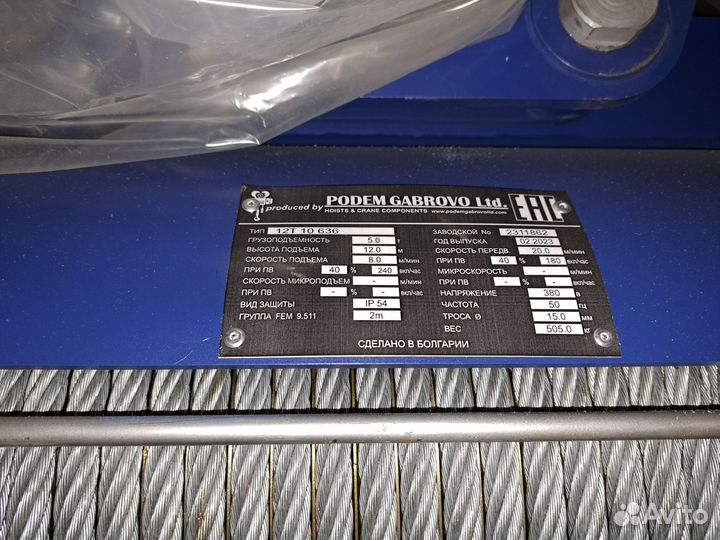 produced by PODEM GABROVO Ltd.
HOISTS & CRANE COMPONENTS www.podemgabrovoltd.com
EAC
ТИП 12T 10 636
ГРУЗОПОДЪЕМНОСТЬ 5.0 т
ВЫСОТА ПОДЪЕМА 12.0 м
СКОРОСТЬ ПОДЪЕМА 8.0 м/мин
ПРИ ПВ 40 % 240 вкл/час
СКОРОСТЬ МИКРОПОДЪЕМ - м/мин
ПРИ ПВ - % - вкл/час
ВИД ЗАЩИТЫ IP 54
ГРУППА FEM 9.511 2m
ЗАВОДСКОЙ No 2311862
ГОД ВЫПУСКА 02.2023
СКОРОСТЬ ПЕРЕДВ. 20.0 м/мин
ПРИ ПВ 40 % 180 вкл/час
МИКРОСКОРОСТЬ - м/мин
ПРИ ПВ - % - вкл/час
НАПРЯЖЕНИЕ 380 в
ЧАСТОТА 50 гц
ТРОСА Ø 15.0 мм
ВЕС 505.0 кг
СДЕЛАНО В БОЛГАРИИ
Avito